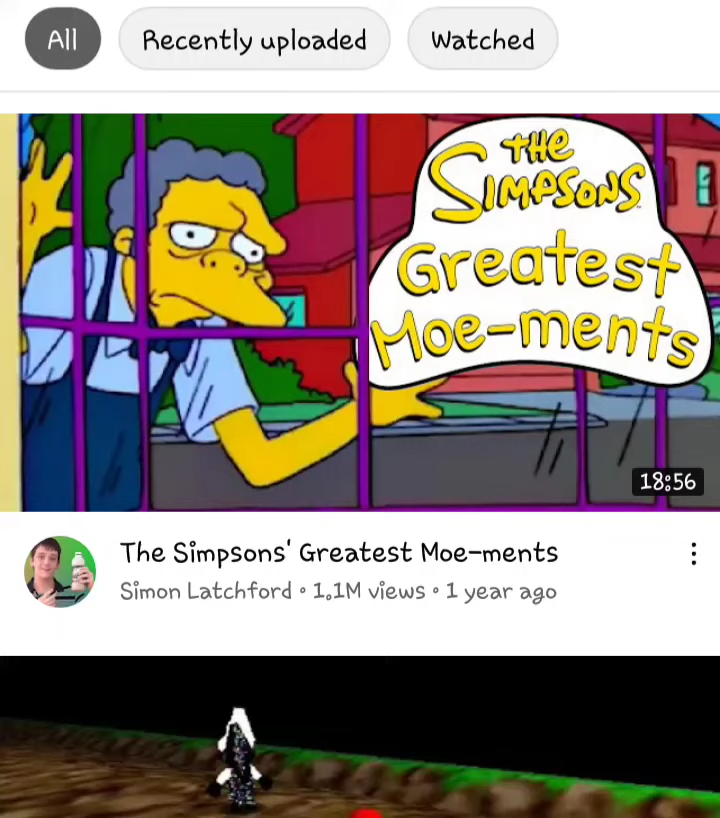 All
Recently uploaded
Watched
THe
SIMPSONS
Greatest
Moe-ments
18:56
The Simpsons' Greatest Moe-ments
Simon Latchford • 1.1M views • 1 year ago